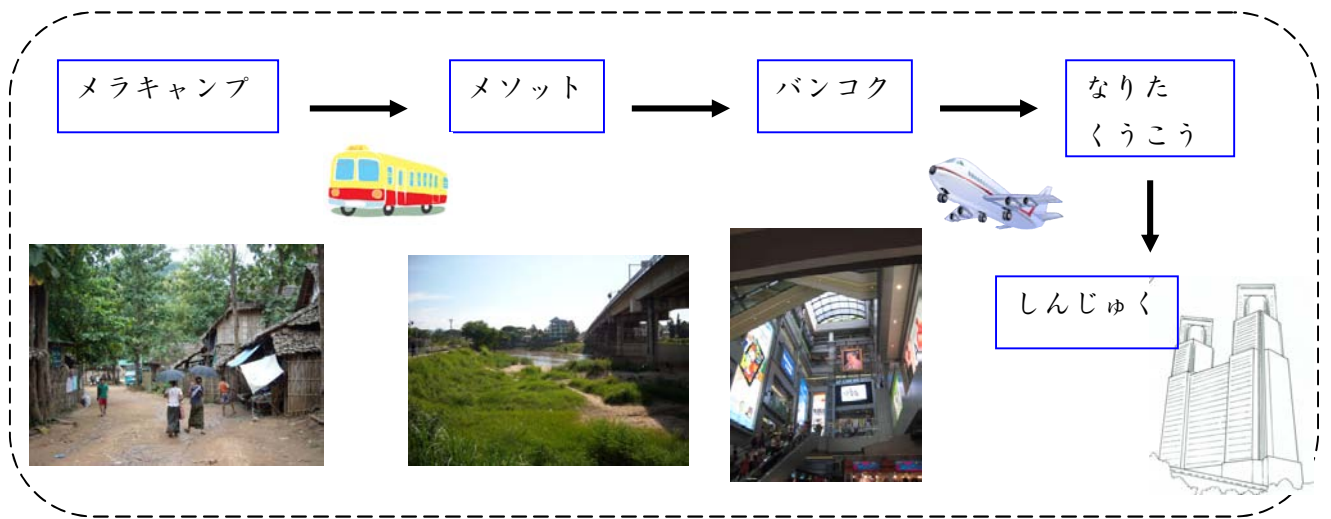 メラキャンプ
メソット
バンコク
なりた
くうこう
しんじゅく